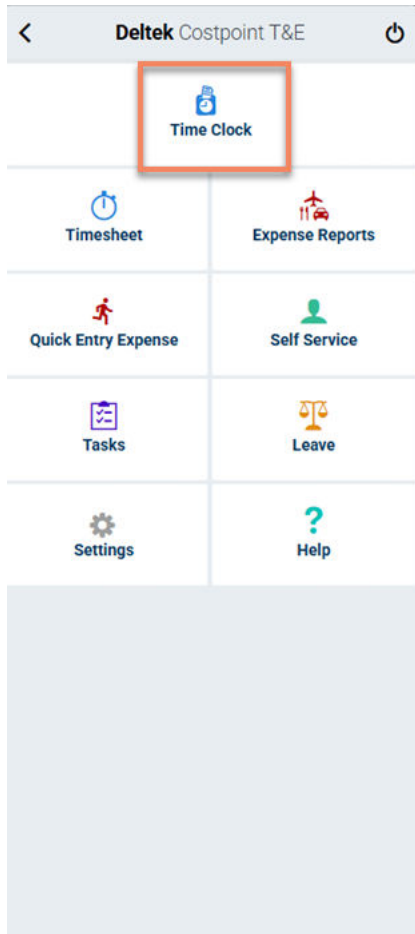 Deltek Costpoint T&E
Time Clock
Timesheet
Expense Reports
Quick Entry Expense
Self Service
Tasks
Leave
Settings
?
Help